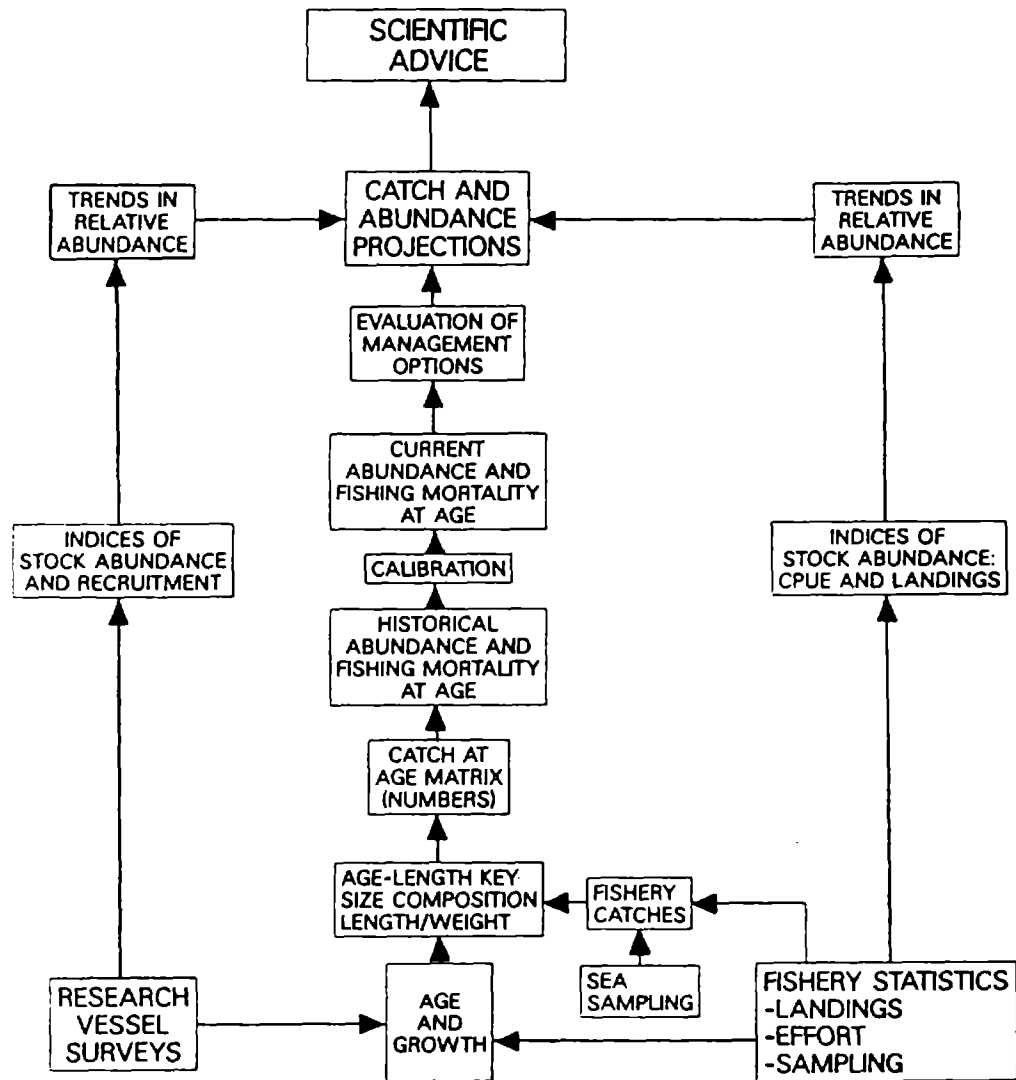 SCIENTIFIC
ADVICE
TRENDS IN
RELATIVE
ABUNDANCE
CATCH AND
ABUNDANCE
PROJECTIONS
TRENDS IN
RELATIVE
ABUNDANCE
EVALUATION OF
MANAGEMENT
OPTIONS
CURRENT
ABUNDANCE AND
FISHING MORTALITY
AT AGE
INDICES OF
STOCK ABUNDANCE
AND RECRUITMENT
CALIBRATION
INDICES OF
STOCK ABUNDANCE:
CPUE AND LANDINGS
HISTORICAL
ABUNDANCE AND
FISHING MORTALITY
AT AGE
CATCH AT
AGE MATRIX
(NUMBERS)
AGE-LENGTH KEY
SIZE COMPOSITION
LENGTH/WEIGHT
FISHERY
CATCHES
RESEARCH
VESSEL
SURVEYS
AGE
AND
GROWTH
SEA
SAMPLING
FISHERY STATISTICS
-LANDINGS
-EFFORT
-SAMPLING